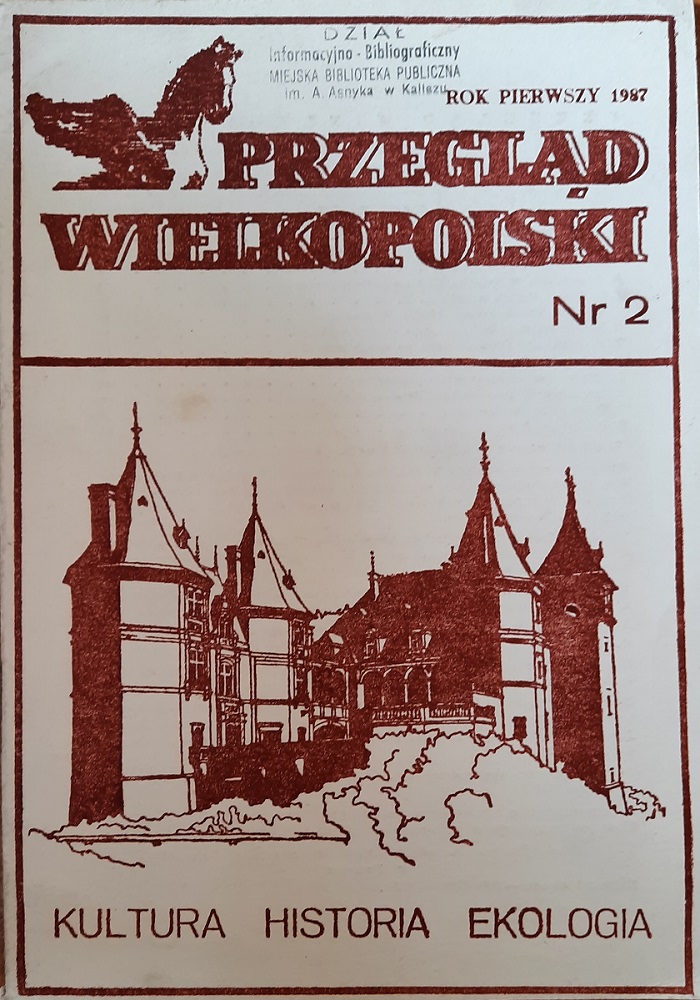 DZIAŁ
Informacyjno - Bibliograficzny
MIEJSKA BIBLIOTEKA PUBLICZNA
im. A. Asnyka w Kaliszu
ROK PIERWSZY 1987
PRZEGLĄD
WIELKOPOLSKI
Nr 2
KULTURA HISTORIA EKOLOGIA